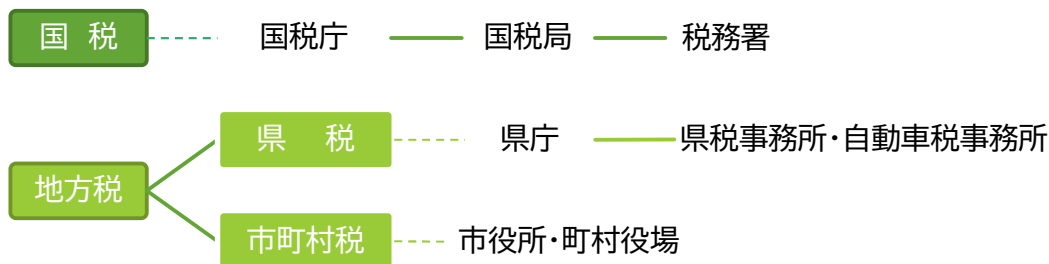 国 税 国税庁 国税局 税務署
県 税 県庁 県税事務所・自動車税事務所
地方税
市町村税 市役所・町村役場